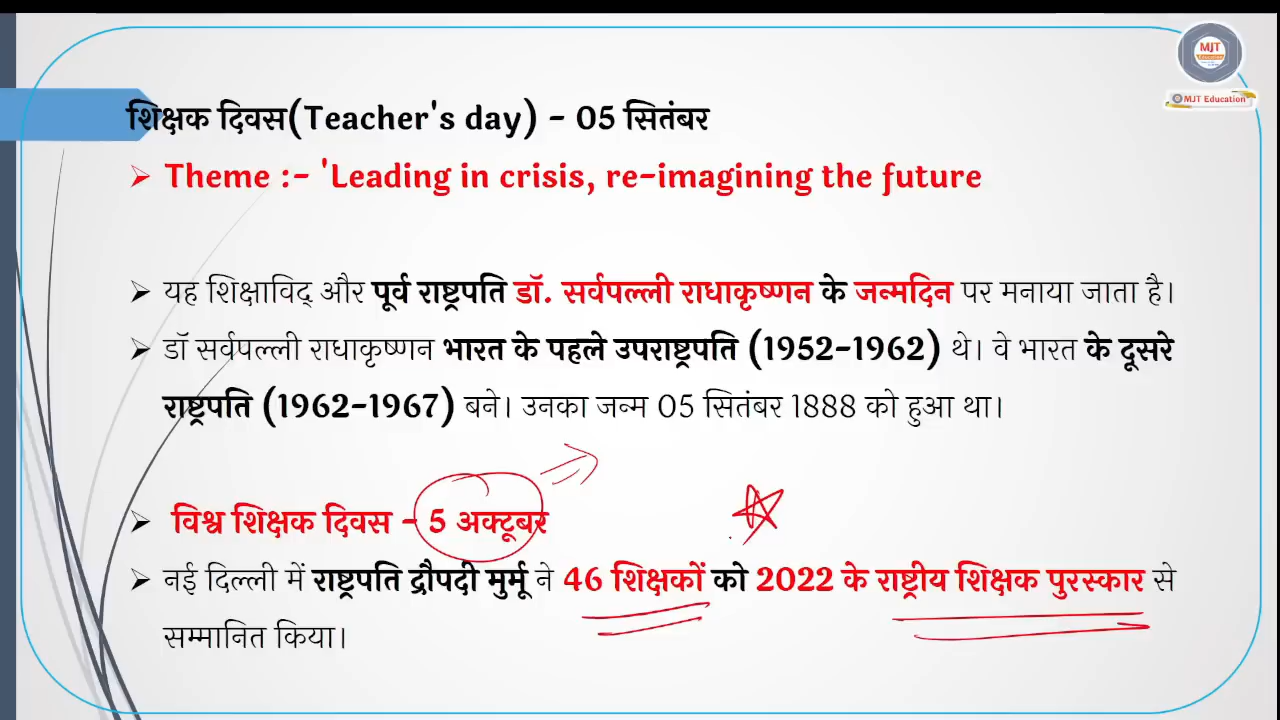 MJT
MJT Education
शिक्षक दिवस(Teacher's day) - 05 सितंबर
Theme :- 'Leading in crisis, re-imagining the future
यह शिक्षाविद् और पूर्व राष्ट्रपति डॉ. सर्वपल्ली राधाकृष्णन के जन्मदिन पर मनाया जाता है।
डॉ सर्वपल्ली राधाकृष्णन भारत के पहले उपराष्ट्रपति (1952-1962) थे। वे भारत के दूसरे
राष्ट्रपति (1962-1967) बने। उनका जन्म 05 सितंबर 1888 को हुआ था।
विश्व शिक्षक दिवस - 5 अक्टूबर
नई दिल्ली में राष्ट्रपति द्रौपदी मुर्मू ने 46 शिक्षकों को 2022 के राष्ट्रीय शिक्षक पुरस्कार से
सम्मानित किया।